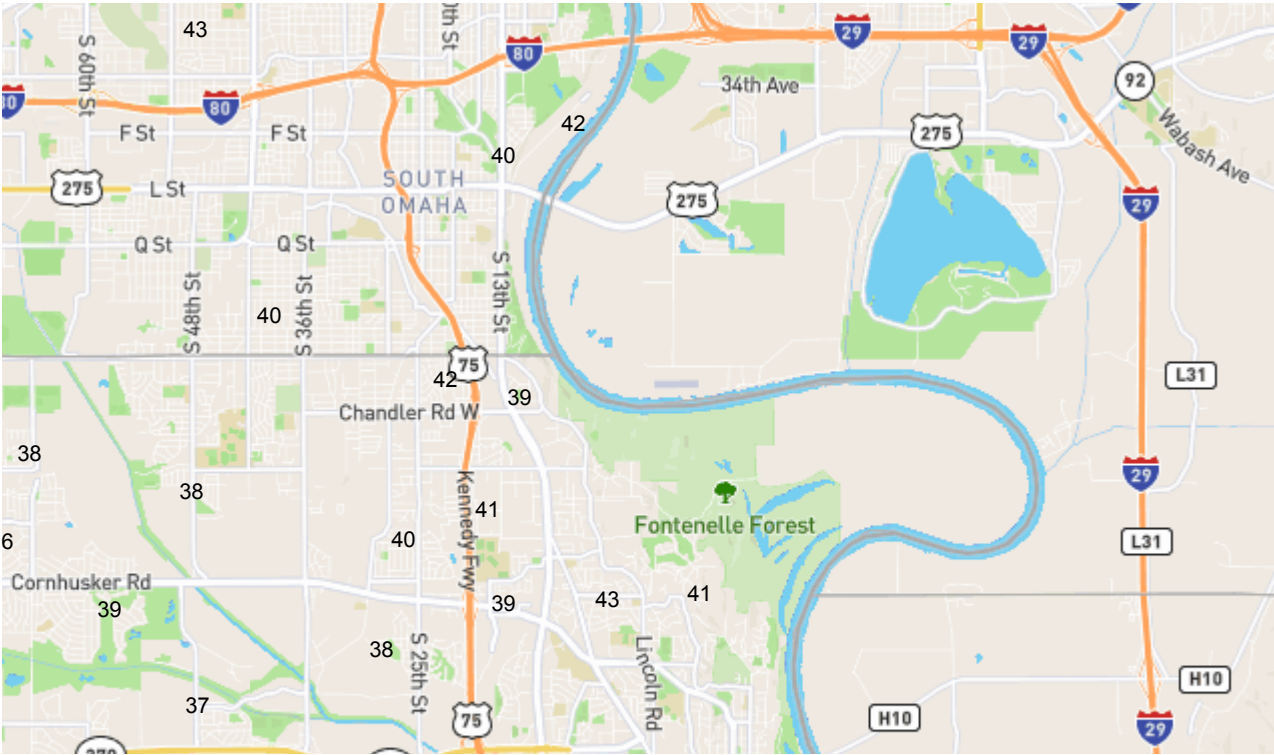 43
S 60th St
0th St
80
29
29
80
80
92
34th Ave
F St
F St
42
275
40
Wabash Ave
275
L St
SOUTH
OMAHA
275
29
Q St
Q St
S 48th St
S 36th St
S 13th St
40
75
42
39
L31
Chandler Rd W
38
38
29
Kennedy Fwy
41
Fontenelle Forest
6
40
L31
Cornhusker Rd
39
39
43
41
38
S 25th St
Lincoln Rd
37
H10
75
H10
29